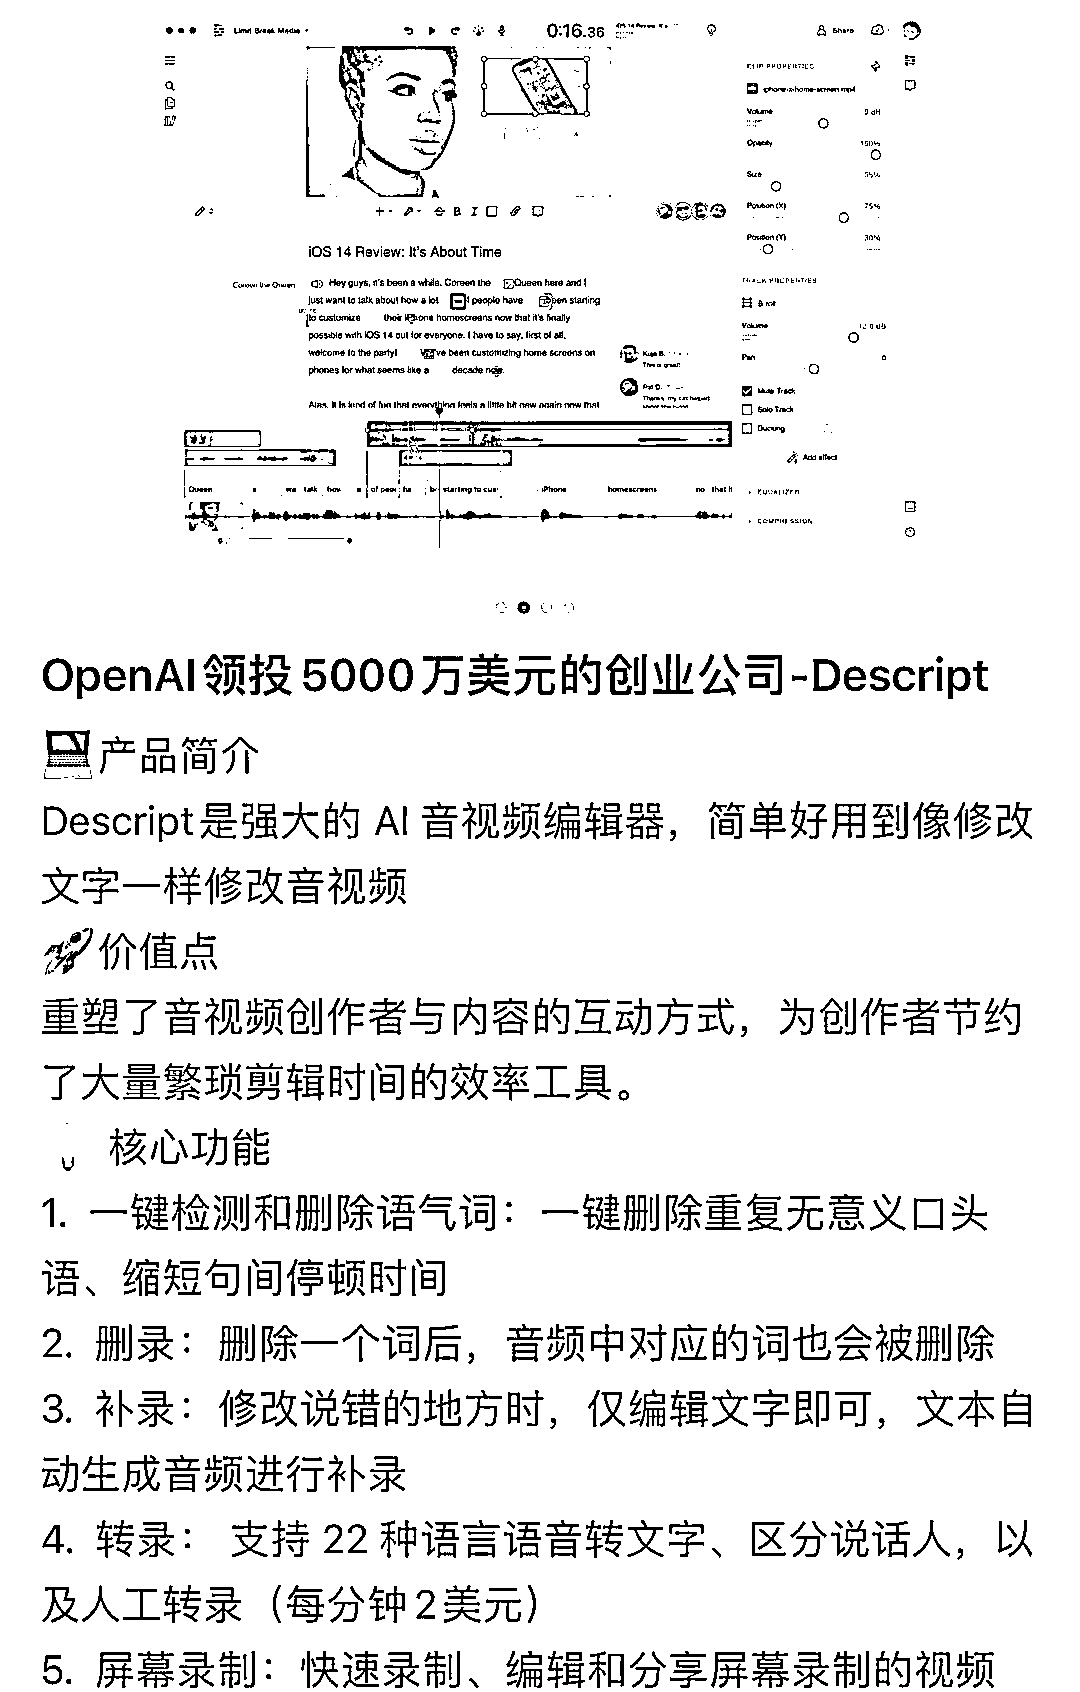 Limit Break Media
0:16.36
Share
CLIP PROPERTIES
iphone-x-home-screen.mp4
Volume
0 dB
Opacity
100%
Size
55%
Position (X)
75%
Position (Y)
30%
iOS 14 Review: It's About Time
Coreen the Queen
Hey guys, it's been a while. Coreen the Queen here and I
just want to talk about how a lot of people have been starting
to customize their iPhone homescreens now that it's finally
possible with iOS 14 out for everyone. I have to say, first of all,
welcome to the party! We've been customizing home screens on
phones for what seems like a decade now.
Alas, it is kind of fun that everything feels a little bit new again now that
This is great!
TRACK PROPERTIES
B roll
Volume
Pan
0
Mute Track
Solo Track
Ducking
Add effect
Queen
talk
how
starting to cus
iPhone
homescreens
EQUALIZER
COMPRESSION
OpenAI领投5000万美元的创业公司-Descript
产品简介
Descript是强大的 AI 音视频编辑器，简单好用到像修改
文字一样修改音视频
价值点
重塑了音视频创作者与内容的互动方式，为创作者节约
了大量繁琐剪辑时间的效率工具。
核心功能
1. 一键检测和删除语气词：一键删除重复无意义口头
语、缩短句间停顿时间
2. 删录：删除一个词后，音频中对应的词也会被删除
3. 补录：修改说错的地方时，仅编辑文字即可，文本自
动生成音频进行补录
4. 转录： 支持 22 种语言语音转文字、区分说话人，以
及人工转录（每分钟2美元）
5. 屏幕录制：快速录制、编辑和分享屏幕录制的视频